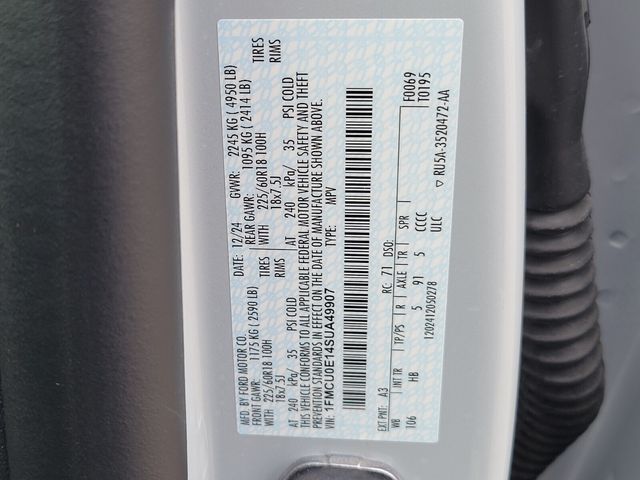 MFD. BY FORD MOTOR CO.
DATE: 12/24 GVWR: 2245 KG ( 4950 LB)
FRONT GAWR: 1175 KG ( 2590 LB) REAR GAWR: 1095 KG ( 2414 LB)
WITH 225/60R18 100H TIRES WITH 225/60R18 100H TIRES
18x7.5J RIMS 18x7.5J RIMS
AT 240 kPa/ 35 PSI COLD AT 240 kPa/ 35 PSI COLD
THIS VEHICLE CONFORMS TO ALL APPLICABLE FEDERAL MOTOR VEHICLE SAFETY AND THEFT
PREVENTION STANDARDS IN EFFECT ON THE DATE OF MANUFACTURE SHOWN ABOVE.
VIN: 1FMCU0E14SUA49907 TYPE: MPV
F0069
T0195
EXT PNT: A3 RC: 71 DSO:
WB INT TR TP/PS R AXLE TR SPR
106 HB 5 91 5 CCCC
ULC
1202412050278
▽ RU5A-3520472-AA